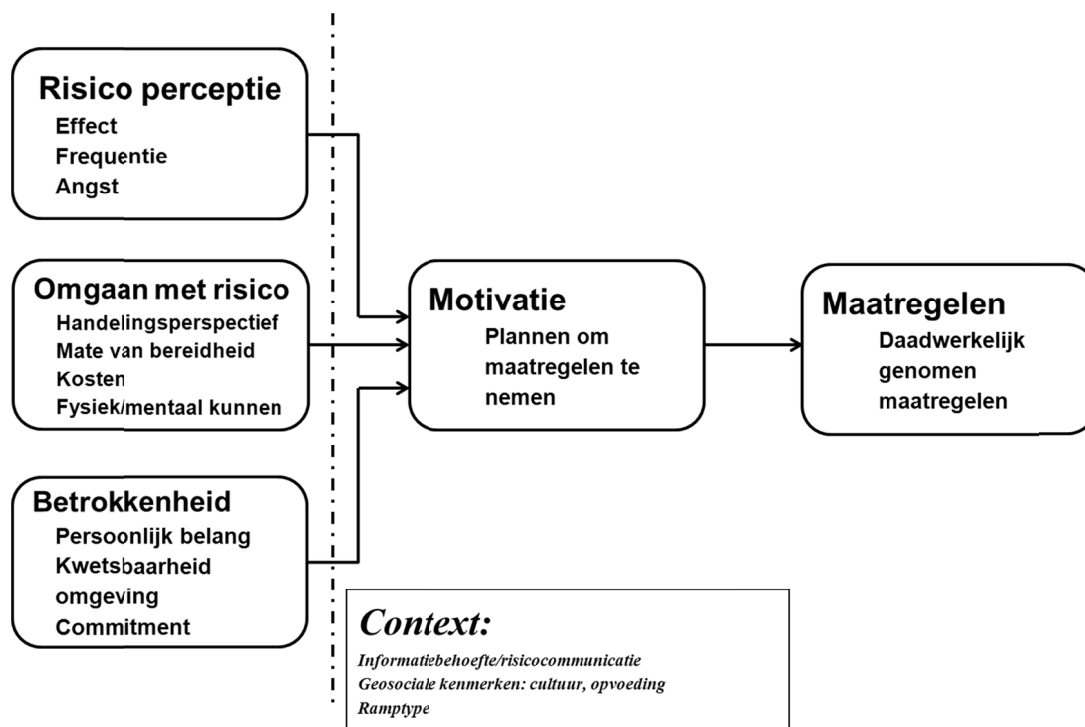 Risico perceptie
Effect
Frequentie
Angst
Omgaan met risico
Handelingsperspectief
Mate van bereidheid
Kosten
Fysiek/mentaal kunnen
Betrokkenheid
Persoonlijk belang
Kwetsbaarheid
omgeving
Commitment
Motivatie
Plannen om
maatregelen te
nemen
Maatregelen
Daadwerkelijk
genomen
maatregelen
Context:
Informatiebehoefte/risicocommunicatie
Geosociale kenmerken: cultuur, opvoeding
Ramptype